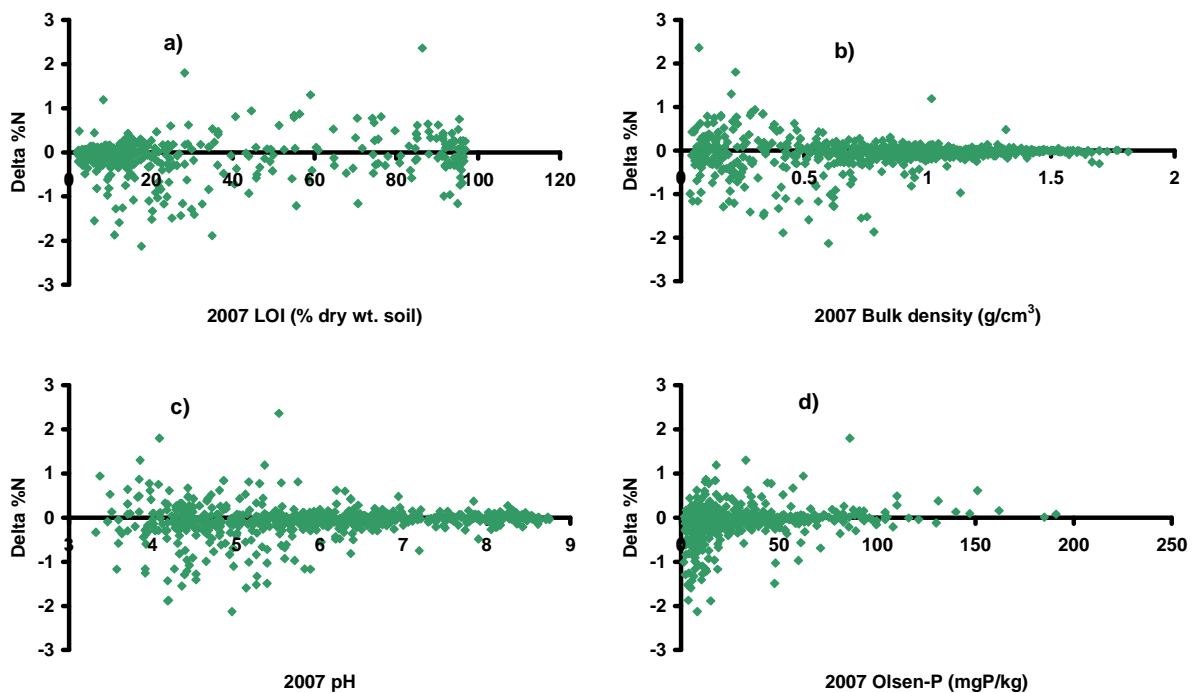 3
2
1
0
-1
-2
-3
Delta %N
a)
0 20 40 60 80 100 120
2007 LOI (% dry wt. soil)
3
2
1
0
-1
-2
-3
Delta %N
b)
0 0.5 1 1.5 2
2007 Bulk density (g/cm³)
3
2
1
0
-1
-2
-3
Delta %N
c)
3 4 5 6 7 8 9
2007 pH
3
2
1
0
-1
-2
-3
Delta %N
d)
0 50 100 150 200 250
2007 Olsen-P (mgP/kg)